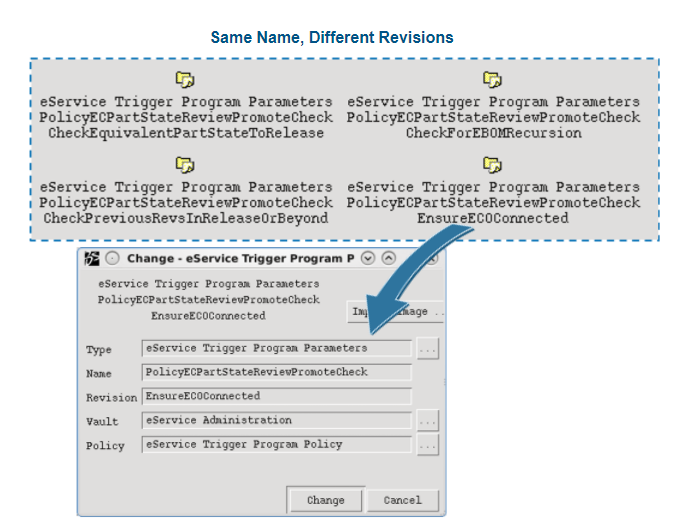 Same Name, Different Revisions
eService Trigger Program Parameters
PolicyECPartStateReviewPromoteCheck
CheckEquivalentPartStateToRelease
eService Trigger Program Parameters
PolicyECPartStateReviewPromoteCheck
CheckForEBOMRecursion
eService Trigger Program Parameters
PolicyECPartStateReviewPromoteCheck
CheckPreviousRevsInReleaseOrBeyond
eService Trigger Program Parameters
PolicyECPartStateReviewPromoteCheck
EnsureECOConnected
Change - eService Trigger Program P
eService Trigger Program Parameters
PolicyECPartStateReviewPromoteCheck
EnsureECOConnected
Type eService Trigger Program Parameters ...
Name PolicyECPartStateReviewPromoteCheck
Revision EnsureECOConnected
Vault eService Administration ...
Policy eService Trigger Program Policy ...
Change Cancel